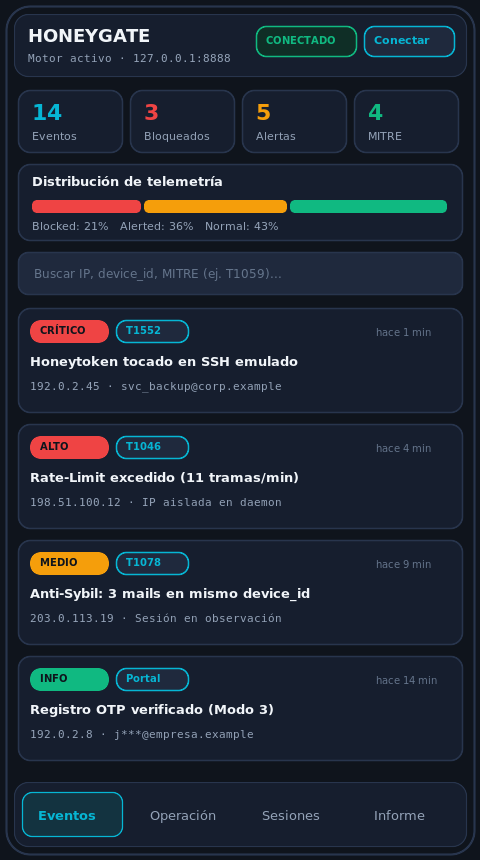 HONEYGATE
CONECTADO
Conectar
Motor activo · 127.0.0.1:8888
14
3
5
4
Eventos
Bloqueados
Alertas
MITRE
Distribución de telemetría
Blocked: 21% Alerted: 36% Normal: 43%
Buscar IP, device_id, MITRE (ej. T1059)...
CRÍTICO
T1552
hace 1 min
Honeytoken tocado en SSH emulado
192.0.2.45 · svc_backup@corp.example
ALTO
T1046
hace 4 min
Rate-Limit excedido (11 tramas/min)
198.51.100.12 · IP aislada en daemon
MEDIO
T1078
hace 9 min
Anti-Sybil: 3 mails en mismo device_id
203.0.113.19 · Sesión en observación
INFO
Portal
hace 14 min
Registro OTP verificado (Modo 3)
192.0.2.8 · j***@empresa.example
Eventos
Operación
Sesiones
Informe